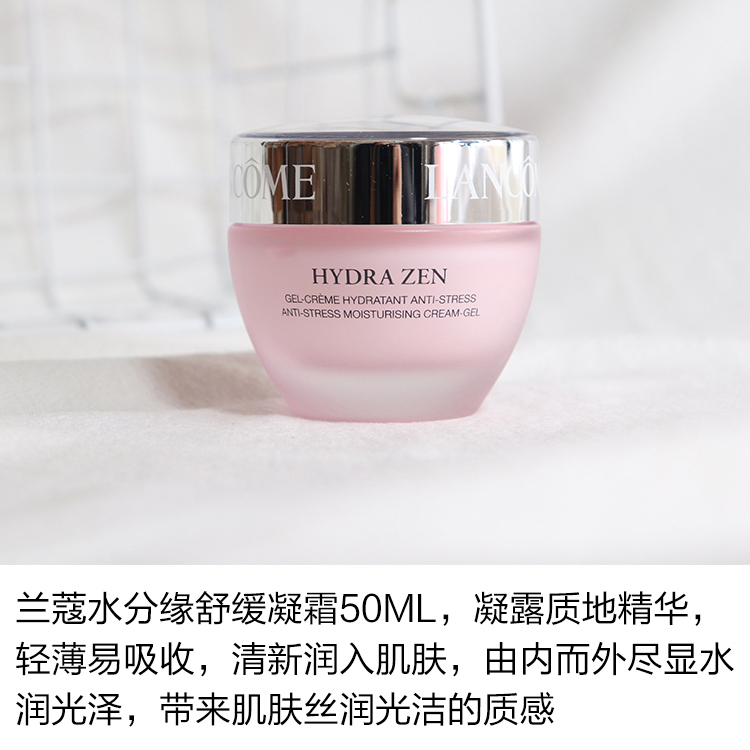 CÔME LANCÔM
HYDRA ZEN
GEL-CRÈME HYDRATANT ANTI-STRESS
ANTI-STRESS MOISTURISING CREAM-GEL
兰蔻水分缘舒缓凝霜50ML，凝露质地精华，
轻薄易吸收，清新润入肌肤，由内而外尽显水
润光泽，带来肌肤丝润光洁的质感